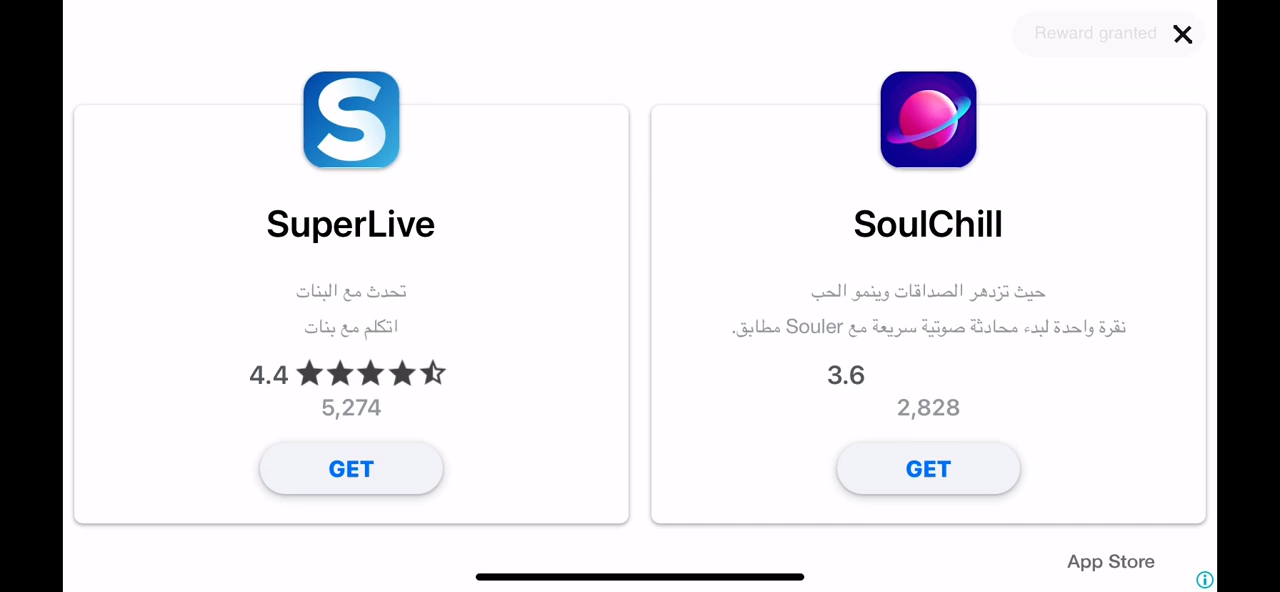 Reward granted
S
SuperLive
تحدث مع البنات
اتكلم مع بنات
4.4
5,274
GET
SoulChill
حيث تزدهر الصداقات وينمو الحب
نقرة واحدة لبدء محادثة صوتية سريعة مع Souler مطابق.
3.6
2,828
GET
App Store